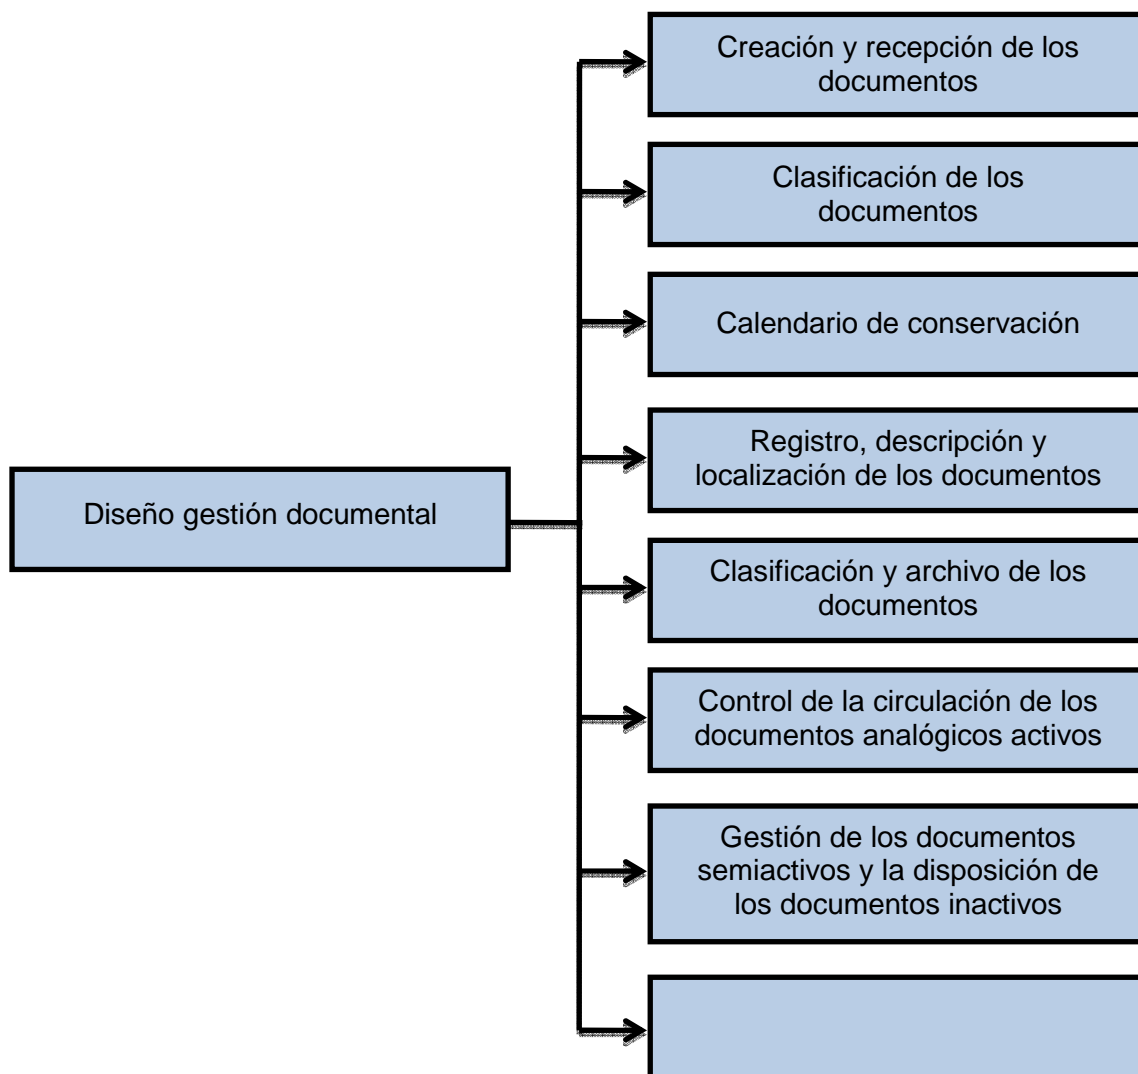 Creación y recepción de los
documentos
Clasificación de los
documentos
Calendario de conservación
Registro, descripción y
localización de los documentos
Diseño gestión documental
Clasificación y archivo de los
documentos
Control de la circulación de los
documentos analógicos activos
Gestión de los documentos
semiactivos y la disposición de
los documentos inactivos